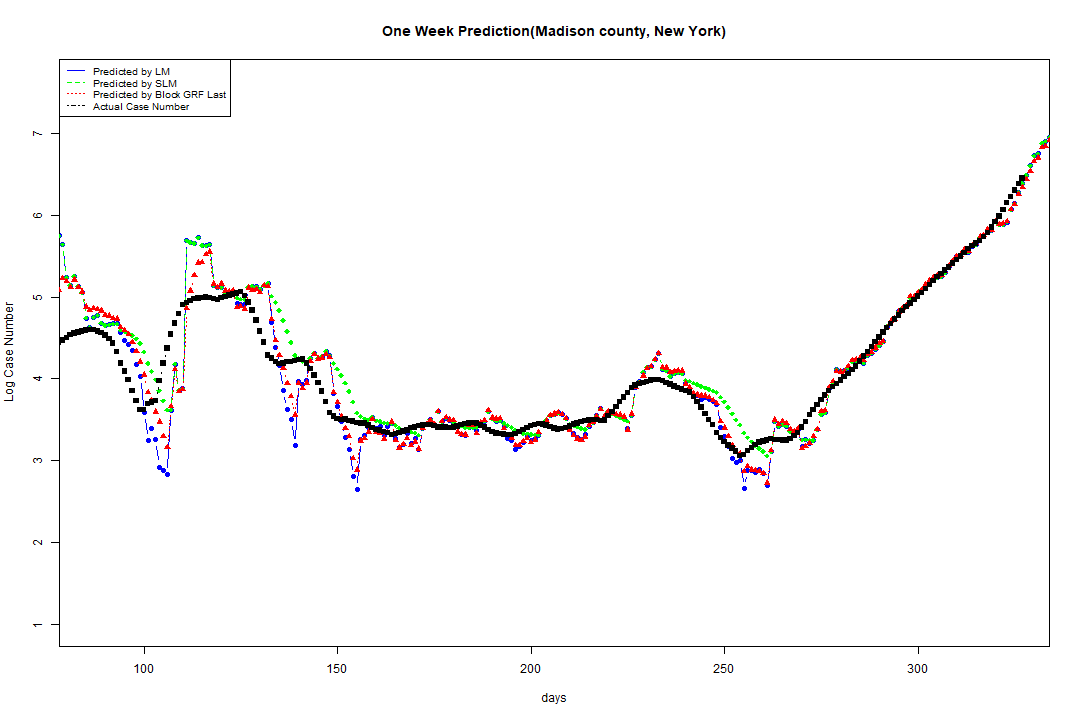 One Week Prediction(Madison county, New York)
Predicted by LM
Predicted by SLM
Predicted by Block GRF Last
Actual Case Number
Log Case Number
7
6
5
4
3
2
1
100 150 200 250 300
days